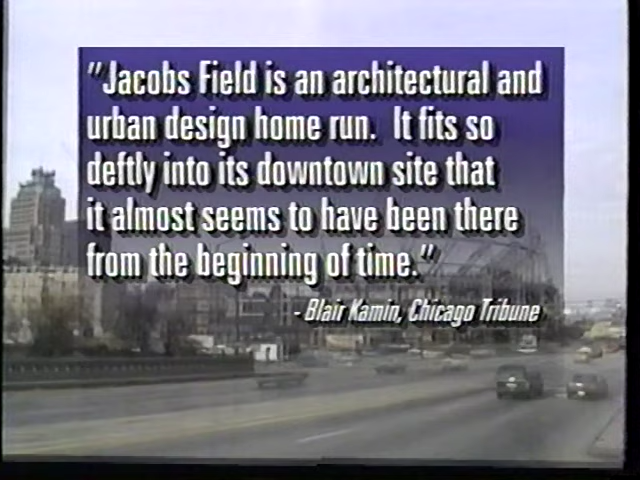 "Jacobs Field is an architectural and
urban design home run. It fits so
deftly into its downtown site that
it almost seems to have been there
from the beginning of time."
- Blair Kamin, Chicago Tribune